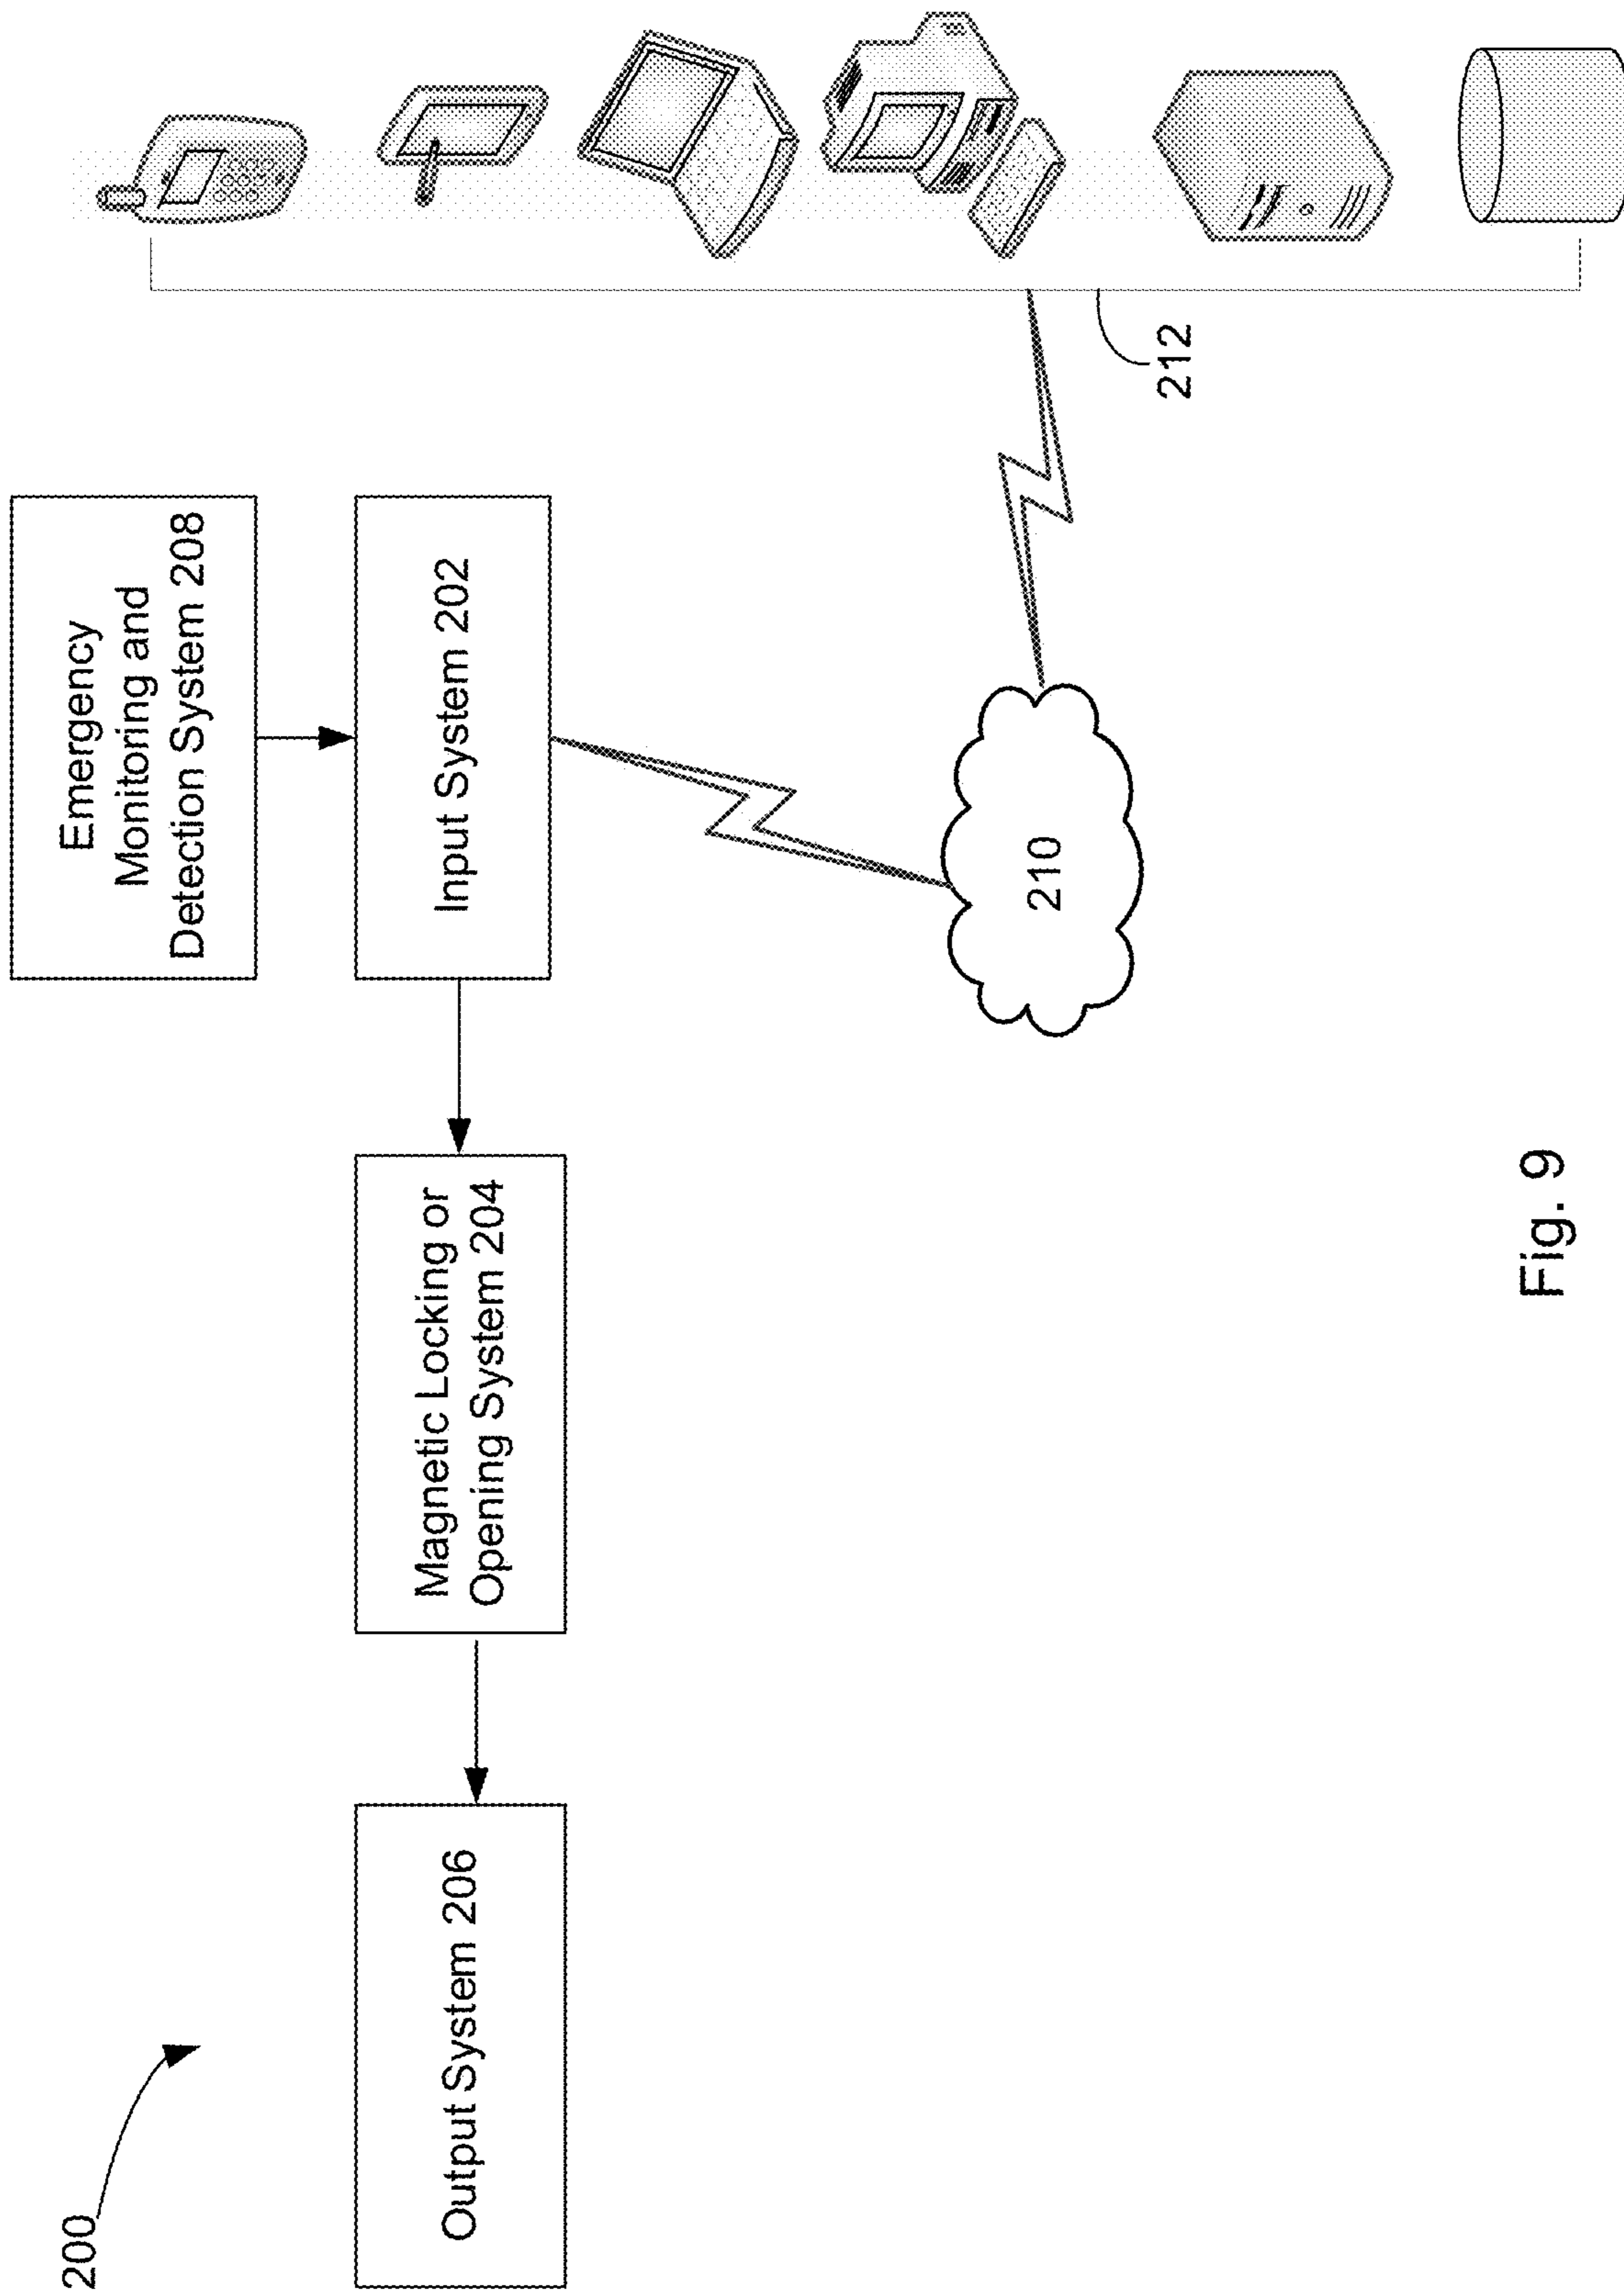 200
Emergency
Monitoring and
Detection System 208
Output System 206
Magnetic Locking or
Opening System 204
Input System 202
210
212
Fig. 9